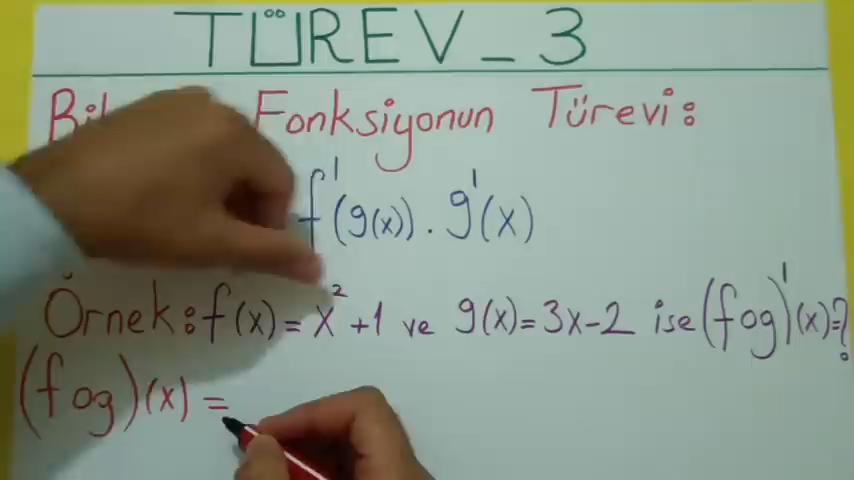 TÜREV_3
Fonksiyonun Türevi:
f'(g(x)).g'(x)
Örnek: f(x)=x²+1 ve g(x)=3x-2 ise (fog)'(x)=?
(fog)(x)=